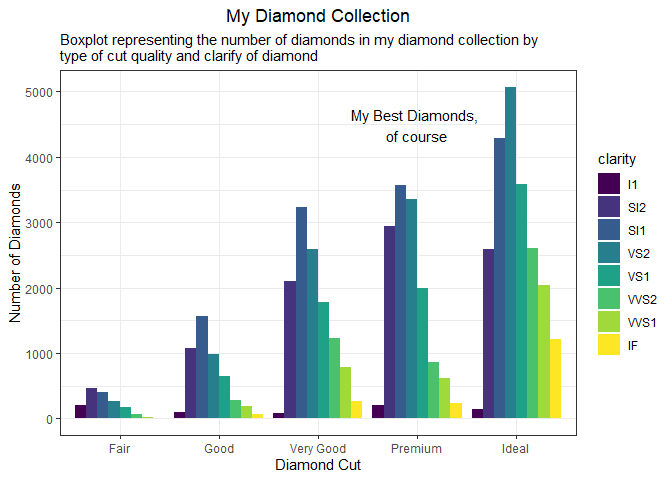 My Diamond Collection
Boxplot representing the number of diamonds in my diamond collection by
type of cut quality and clarify of diamond
My Best Diamonds,
of course
5000
4000
3000
2000
1000
0
Number of Diamonds
Fair
Good
Very Good
Premium
Ideal
Diamond Cut
clarity
I1
SI2
SI1
VS2
VS1
VVS2
VVS1
IF